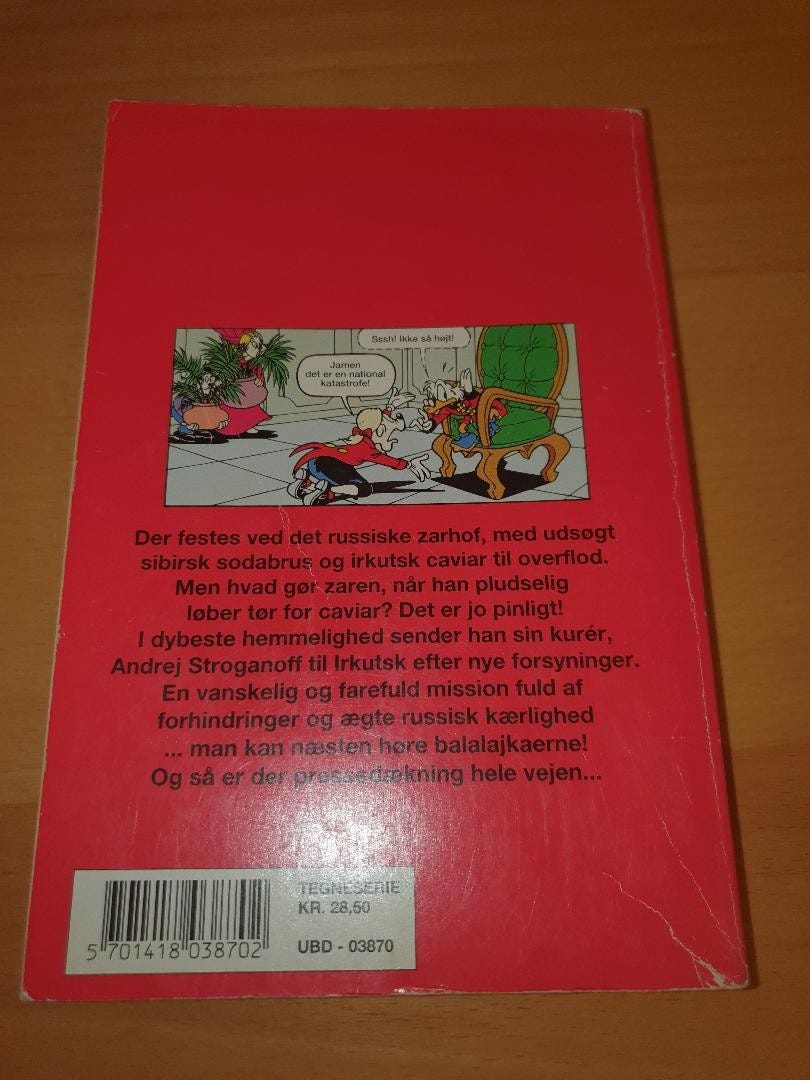 Sssh! Ikke så højt!
Jamen
det er en national
katastrofe!
Der festes ved det russiske zarhof, med udsøgt
sibirsk sodabrus og irkutsk caviar til overflod.
Men hvad gør zaren, når han pludselig
løber tør for caviar? Det er jo pinligt!
I dybeste hemmelighed sender han sin kurér,
Andrej Stroganoff til Irkutsk efter nye forsyninger.
En vanskelig og farefuld mission fuld af
forhindringer og ægte russisk kærlighed
... man kan næsten høre balalajkaerne!
Og så er der pressedækning hele vejen...
TEGNESERIE
KR. 28,50
UBD - 03870
5 701418 038702